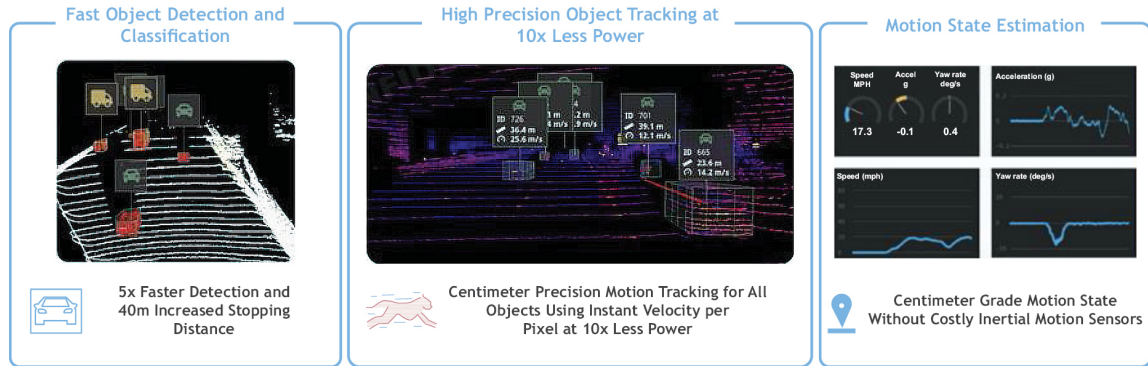 Fast Object Detection and
Classification
5x Faster Detection and
40m Increased Stopping
Distance
High Precision Object Tracking at
10x Less Power
ID 726
36.4 m
25.6 m/s
ID 701
39.1 m
12.1 m/s
ID 665
23.6 m
14.2 m/s
Centimeter Precision Motion Tracking for All
Objects Using Instant Velocity per
Pixel at 10x Less Power
Motion State Estimation
Speed
MPH
Accel
g
Yaw rate
deg/s
17.3
-0.1
0.4
Acceleration (g)
Speed (mph)
Yaw rate (deg/s)
Centimeter Grade Motion State
Without Costly Inertial Motion Sensors